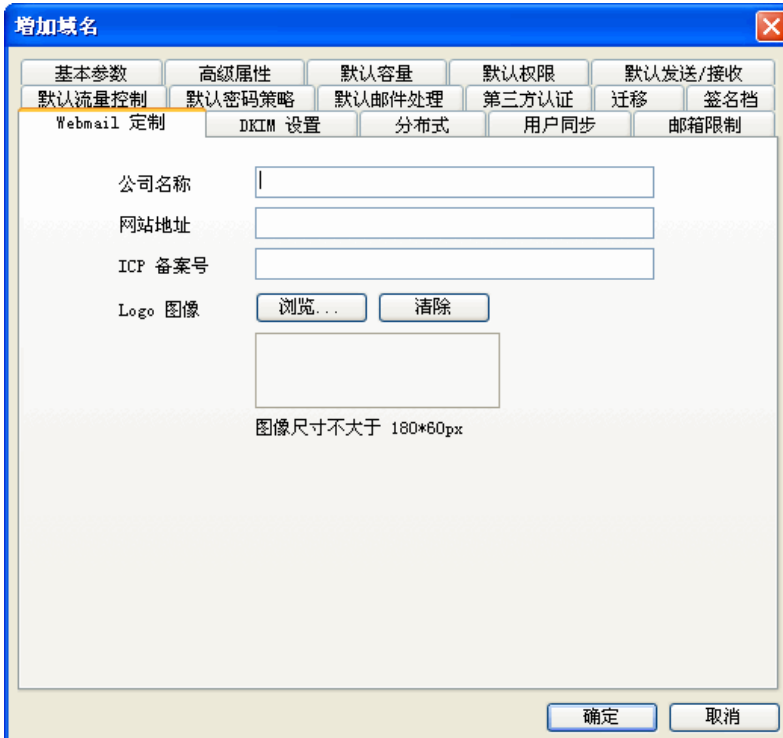 增加域名
基本参数 高级属性 默认容量 默认权限 默认发送/接收
默认流量控制 默认密码策略 默认邮件处理 第三方认证 迁移 签名档
Webmail 定制 DKIM 设置 分布式 用户同步 邮箱限制
公司名称
网站地址
ICP 备案号
Logo 图像 浏览... 清除
图像尺寸不大于 180*60px
确定 取消